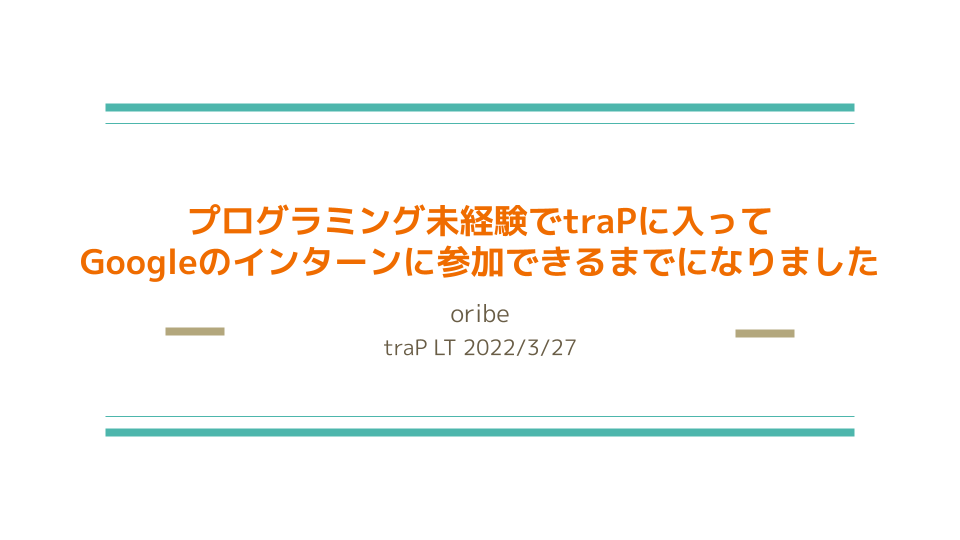 プログラミング未経験でtraPに入って
Googleのインターンに参加できるまでになりました
oribe
traP LT 2022/3/27